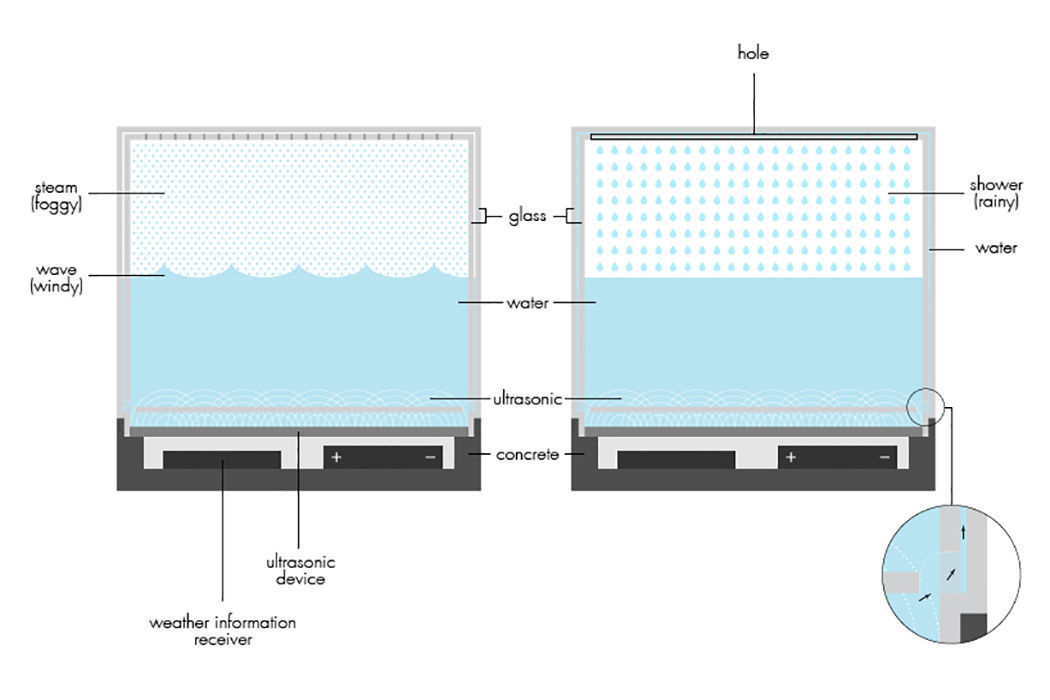 hole
steam
(foggy)
glass
shower
(rainy)
wave
(windy)
water
water
ultrasonic
concrete
+ −
+ −
ultrasonic
device
weather information
receiver